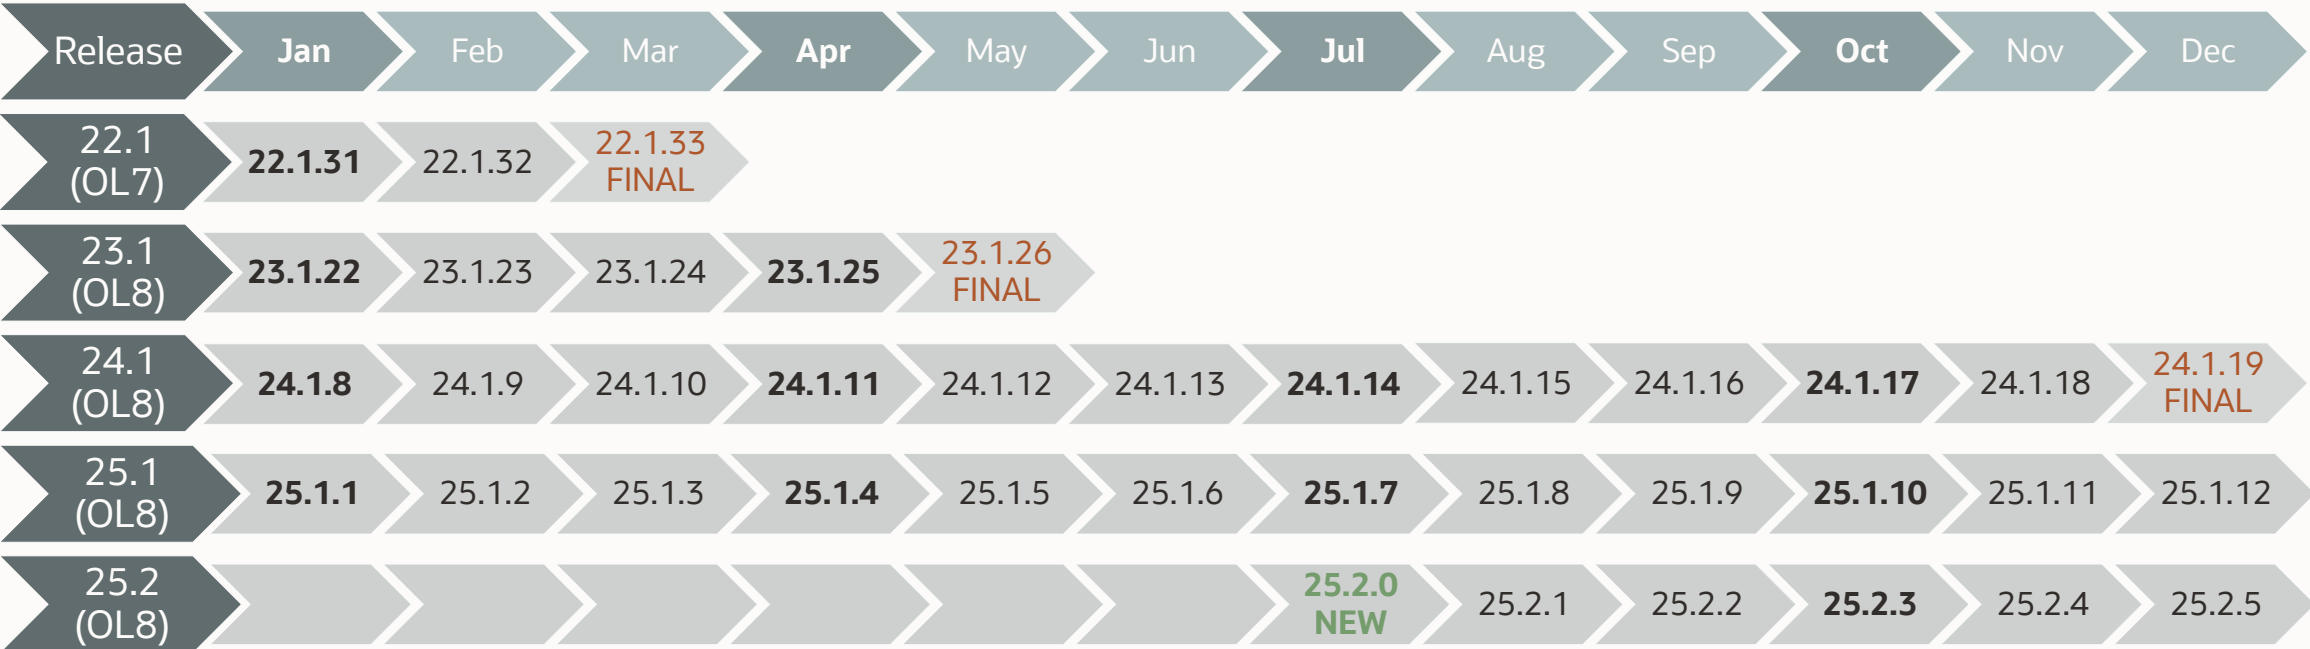 Release Jan Feb Mar Apr May Jun Jul Aug Sep Oct Nov Dec
22.1
(OL7)
22.1.31 22.1.32
22.1.33
FINAL
23.1
(OL8)
23.1.22 23.1.23 23.1.24 23.1.25
23.1.26
FINAL
24.1
(OL8)
24.1.8 24.1.9 24.1.10 24.1.11 24.1.12 24.1.13 24.1.14 24.1.15 24.1.16 24.1.17 24.1.18
24.1.19
FINAL
25.1
(OL8)
25.1.1 25.1.2 25.1.3 25.1.4 25.1.5 25.1.6 25.1.7 25.1.8 25.1.9 25.1.10 25.1.11 25.1.12
25.2
(OL8)
25.2.0
NEW
25.2.1 25.2.2 25.2.3 25.2.4 25.2.5